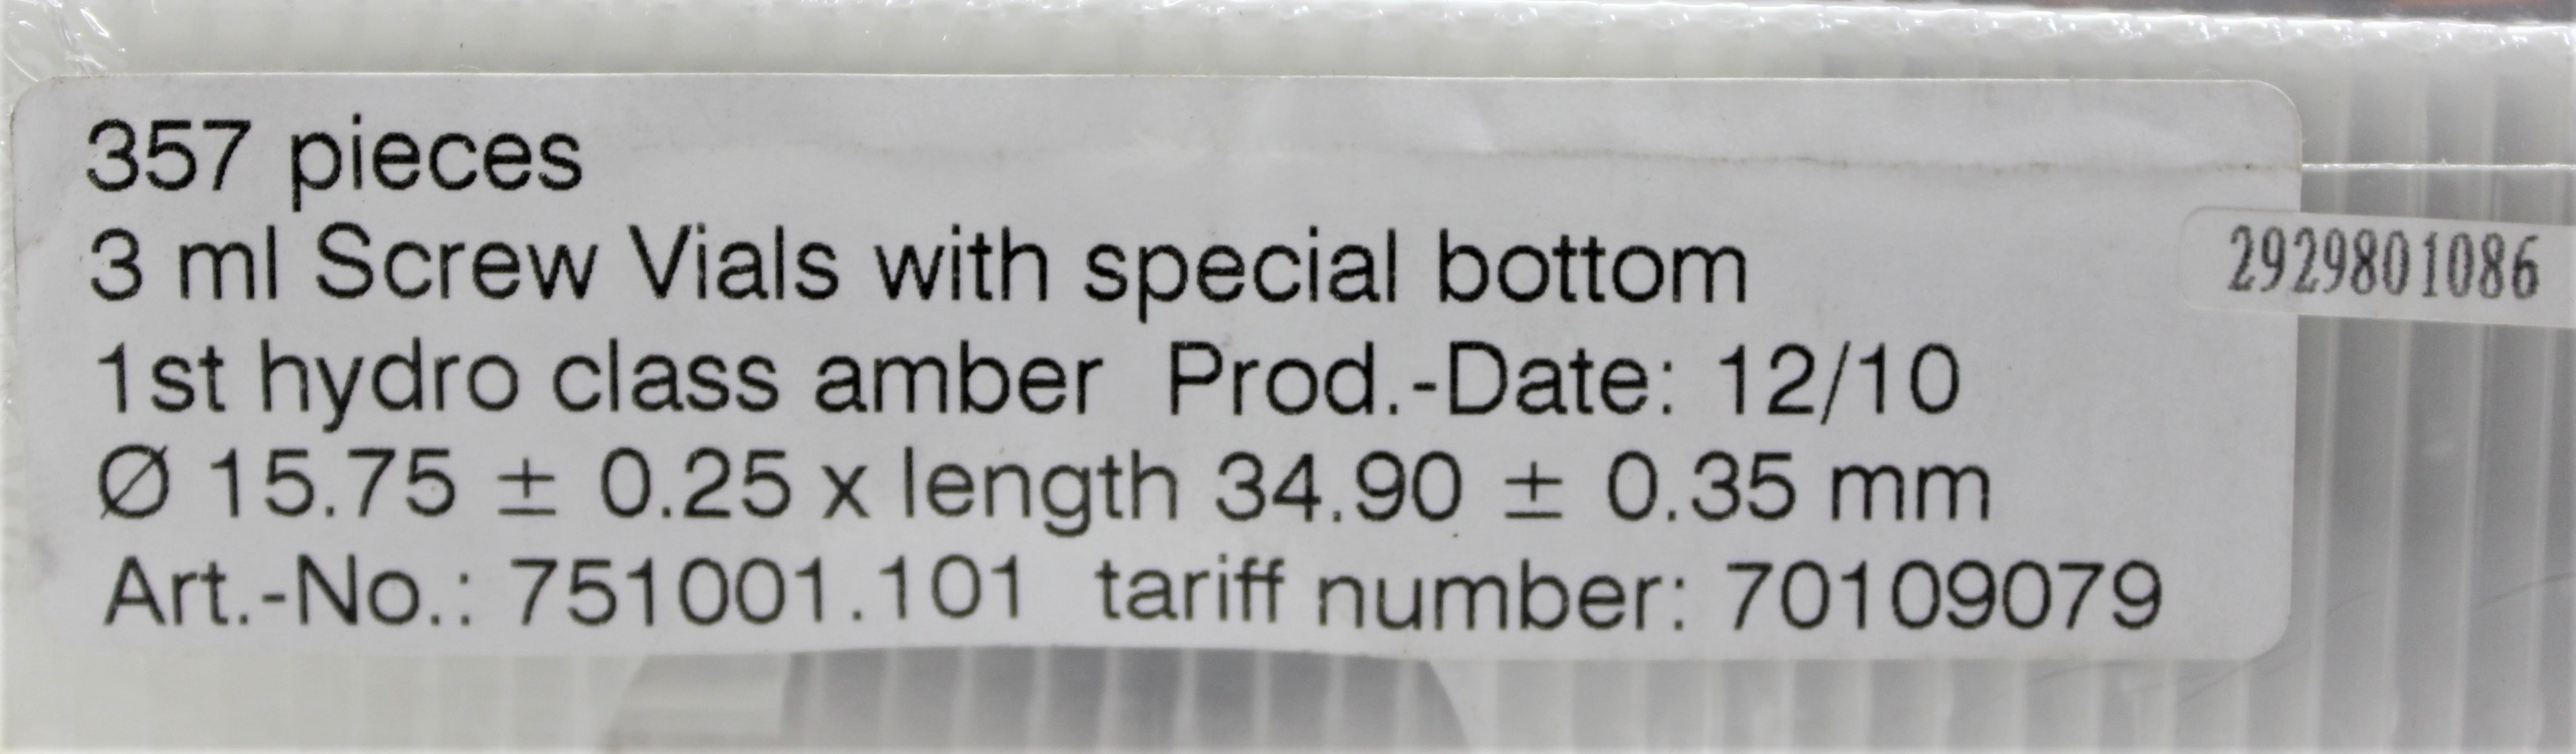 357 pieces
3 ml Screw Vials with special bottom
2929801086
1st hydro class amber Prod.-Date: 12/10
Ø 15.75 ± 0.25 x length 34.90 ± 0.35 mm
Art.-No.: 751001.101 tariff number: 70109079